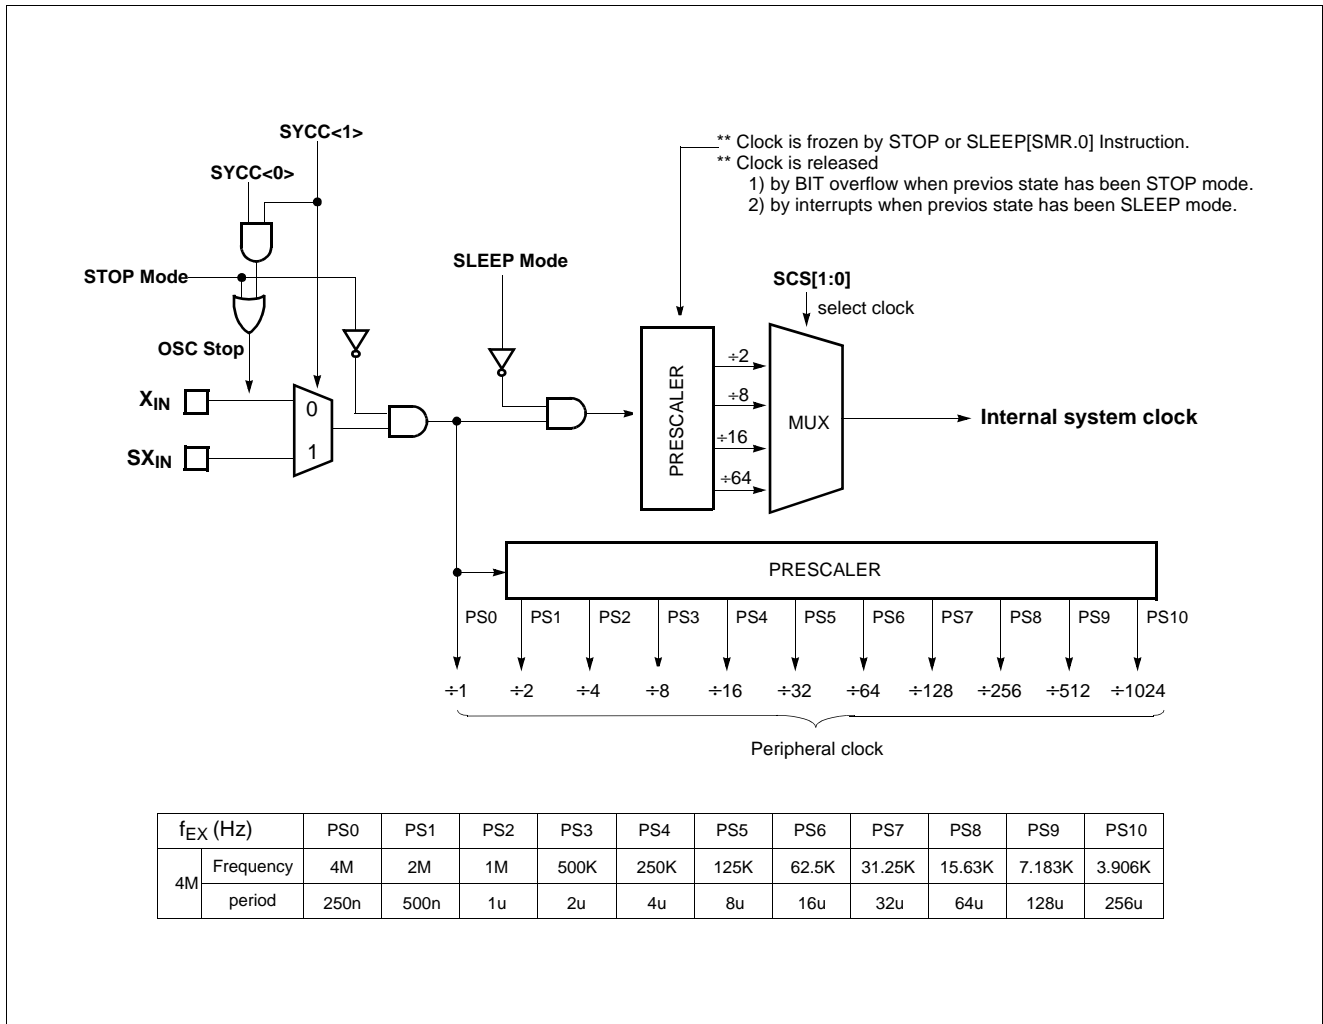 SYCC<1>
SYCC<0>
** Clock is frozen by STOP or SLEEP[SMR.0] Instruction.
** Clock is released
1) by BIT overflow when previos state has been STOP mode.
2) by interrupts when previos state has been SLEEP mode.
STOP Mode
SLEEP Mode
SCS[1:0]
select clock
OSC Stop
XIN
SXIN
0
1
PRESCALER
÷2
÷8
÷16
÷64
MUX
Internal system clock
PRESCALER
PS0 PS1 PS2 PS3 PS4 PS5 PS6 PS7 PS8 PS9 PS10
÷1 ÷2 ÷4 ÷8 ÷16 ÷32 ÷64 ÷128 ÷256 ÷512 ÷1024
Peripheral clock
fEX (Hz) PS0 PS1 PS2 PS3 PS4 PS5 PS6 PS7 PS8 PS9 PS10
4M Frequency 4M 2M 1M 500K 250K 125K 62.5K 31.25K 15.63K 7.183K 3.906K
period 250n 500n 1u 2u 4u 8u 16u 32u 64u 128u 256u